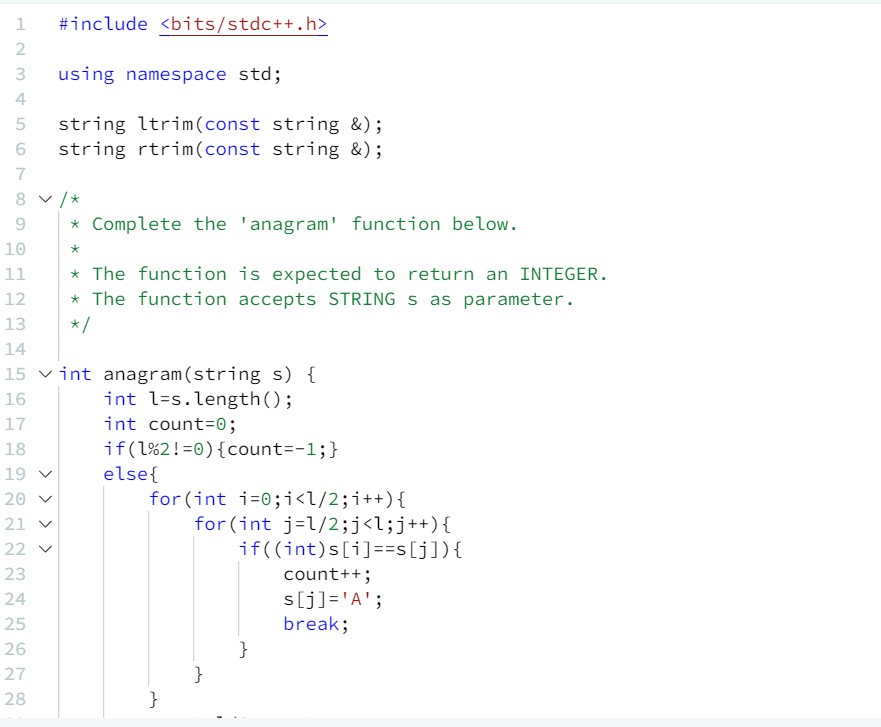 1 #include <bits/stdc++.h>
2
3 using namespace std;
4
5 string ltrim(const string &);
6 string rtrim(const string &);
7
8 /*
9  * Complete the 'anagram' function below.
10  *
11  * The function is expected to return an INTEGER.
12  * The function accepts STRING s as parameter.
13  */
14
15 int anagram(string s) {
16     int l=s.length();
17     int count=0;
18     if(l%2!=0){count=-1;}
19     else{
20         for(int i=0;i<l/2;i++){
21             for(int j=l/2;j<l;j++){
22                 if((int)s[i]==s[j]){
23                     count++;
24                     s[j]='A';
25                     break;
26                 }
27             }
28         }